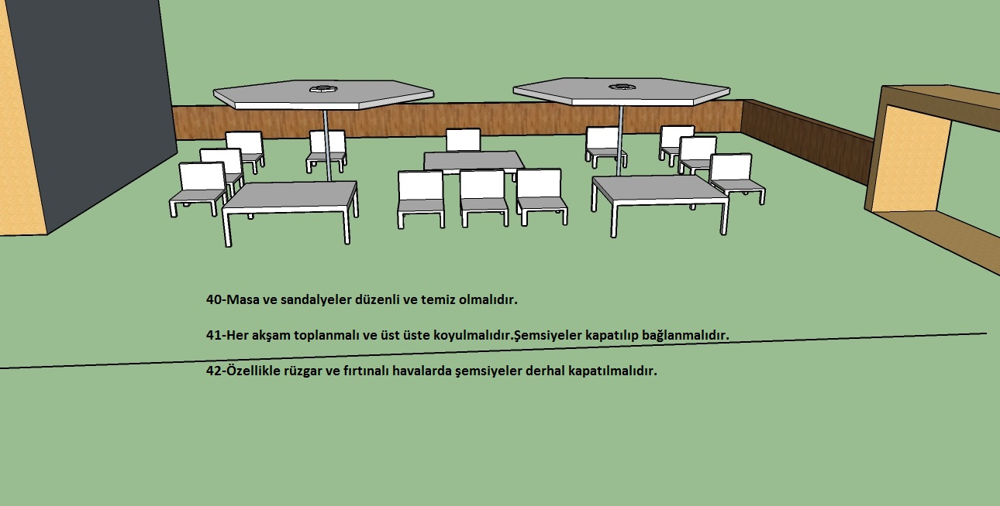 40-Masa ve sandalyeler düzenli ve temiz olmalıdır.
41-Her akşam toplanmalı ve üst üste koyulmalıdır.Şemsiyeler kapatılıp bağlanmalıdır.
42-Özellikle rüzgar ve fırtınalı havalarda şemsiyeler derhal kapatılmalıdır.